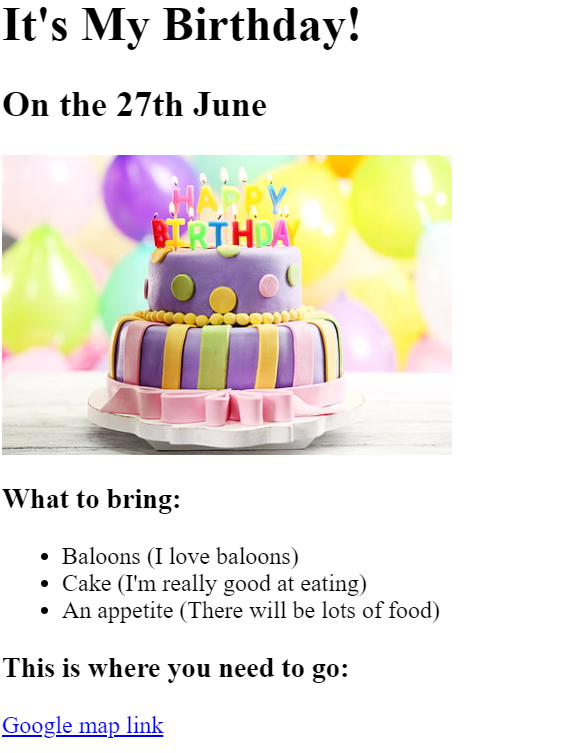 It's My Birthday!
On the 27th June
HAPPY
BIRTHDAY
What to bring:
Baloons (I love baloons)
Cake (I'm really good at eating)
An appetite (There will be lots of food)
This is where you need to go:
Google map link